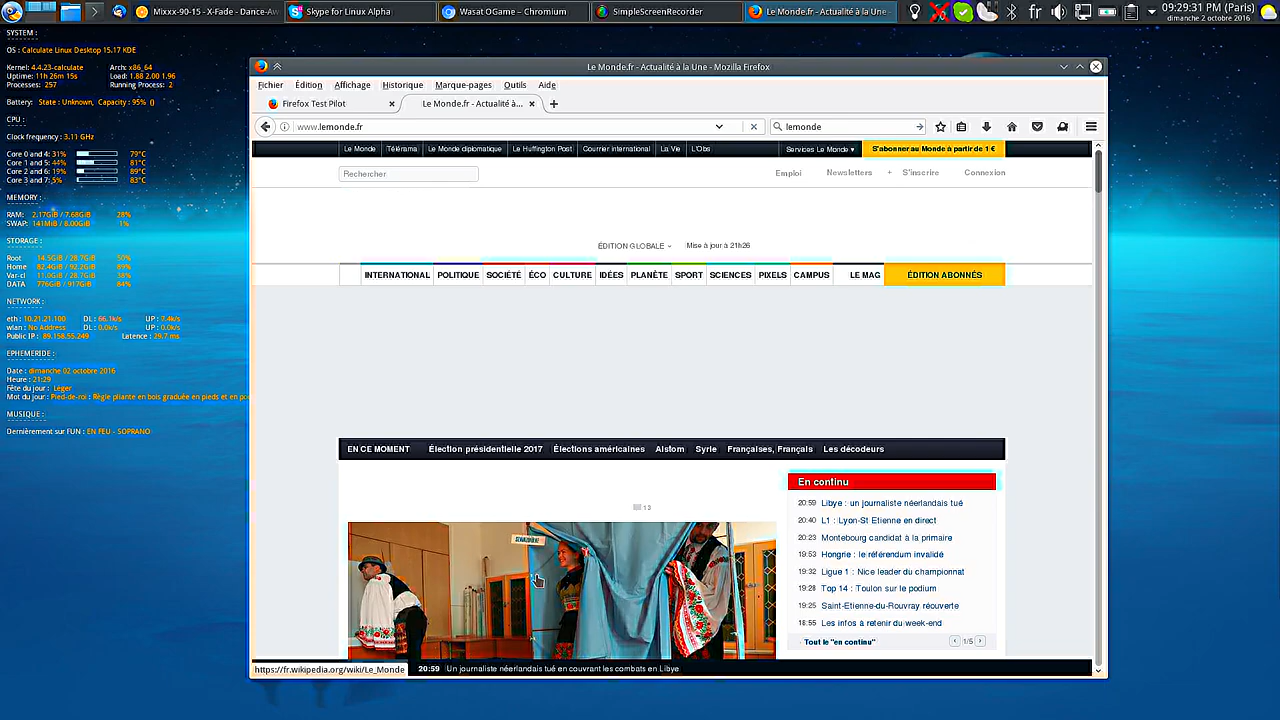 Mixxx-90-15 - X-Fade - Dance-Aw
Skype for Linux Alpha
Wasat OGame – Chromium
SimpleScreenRecorder
Le Monde.fr - Actualité à la Une -
fr
09:29:31 PM (Paris)
dimanche 2 octobre 2016
SYSTEM :
OS : Calculate Linux Desktop 15.17 KDE
Kernel: 4.4.23-calculate Arch: x86_64
Uptime: 11h 26m 15s Load: 1.88 2.00 1.96
Processes: 257 Running Process: 2
Battery: State : Unknown, Capacity : 95% ()
CPU :
Clock frequency : 3.11 GHz
Core 0 and 4: 31% 79°C
Core 1 and 5: 44% 81°C
Core 2 and 6: 19% 89°C
Core 3 and 7: 5% 83°C
MEMORY :
RAM: 2.17GiB / 7.68GiB 28%
SWAP: 141MiB / 8.00GiB 1%
STORAGE :
Root 14.5GiB / 28.7GiB 50%
Home 82.4GiB / 92.2GiB 89%
Var-cl 11.0GiB / 28.7GiB 38%
DATA 776GiB / 917GiB 84%
NETWORK :
eth : 10.21.21.100 DL : 66.1k/s UP : 7.4k/s
wlan : No Address DL : 0.0k/s UP : 0.0k/s
Public IP : 89.158.55.249 Latence : 29.7 ms
EPHEMERIDE :
Date : dimanche 02 octobre 2016
Heure : 21:29
Fête du jour : Léger
Mot du jour : Pied-de-roi : Règle pliante en bois graduée en pieds et en po
MUSIQUE :
Dernièrement sur FUN : EN FEU - SOPRANO
Le Monde.fr - Actualité à la Une - Mozilla Firefox
Fichier Édition Affichage Historique Marque-pages Outils Aide
Firefox Test Pilot
Le Monde.fr - Actualité à...
www.lemonde.fr
lemonde
Le Monde Télérama Le Monde diplomatique Le Huffington Post Courrier international La Vie L'Obs
Services Le Monde
S'abonner au Monde à partir de 1 €
Rechercher
Emploi Newsletters + S'inscrire Connexion
ÉDITION GLOBALE Mise à jour à 21h26
INTERNATIONAL POLITIQUE SOCIÉTÉ ÉCO CULTURE IDÉES PLANÈTE SPORT SCIENCES PIXELS CAMPUS LE MAG ÉDITION ABONNÉS
EN CE MOMENT Élection présidentielle 2017 Élections américaines Alstom Syrie Françaises, Français Les décodeurs
13
En continu
20:59 Libye : un journaliste néerlandais tué
20:40 L1 : Lyon-St Etienne en direct
20:23 Montebourg candidat à la primaire
19:53 Hongrie : le référendum invalidé
19:32 Ligue 1 : Nice leader du championnat
19:28 Top 14 : Toulon sur le podium
19:25 Saint-Etienne-du-Rouvray réouverte
18:55 Les infos à retenir du week-end
Tout le "en continu" 1/5
https://fr.wikipedia.org/wiki/Le_Monde
20:59 Un journaliste néerlandais tué en couvrant les combats en Libye